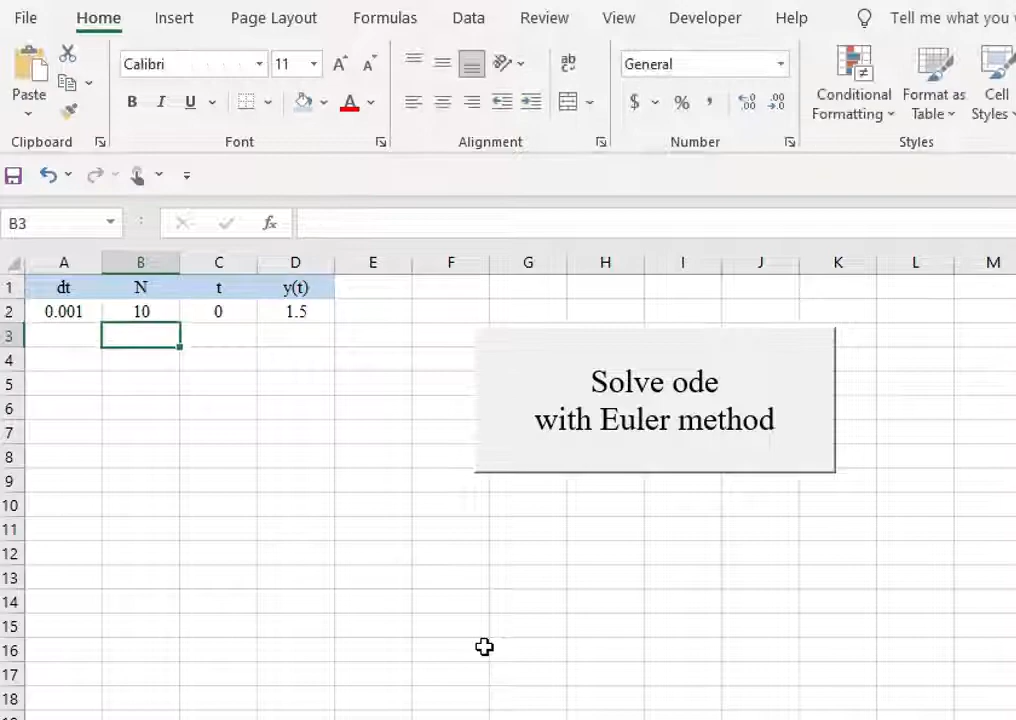 File Home Insert Page Layout Formulas Data Review View Developer Help Tell me what you
Paste
Calibri 11
General
B I U A
$ % ,
Conditional Formatting
Format as Table
Cell Styles
Clipboard Font Alignment Number Styles
B3 fx
A B C D E F G H I J K L M
1 dt N t y(t)
2 0.001 10 0 1.5
3
4
5
6
7
8
9
10
11
12
13
14
15
16
17
18
Solve ode
with Euler method